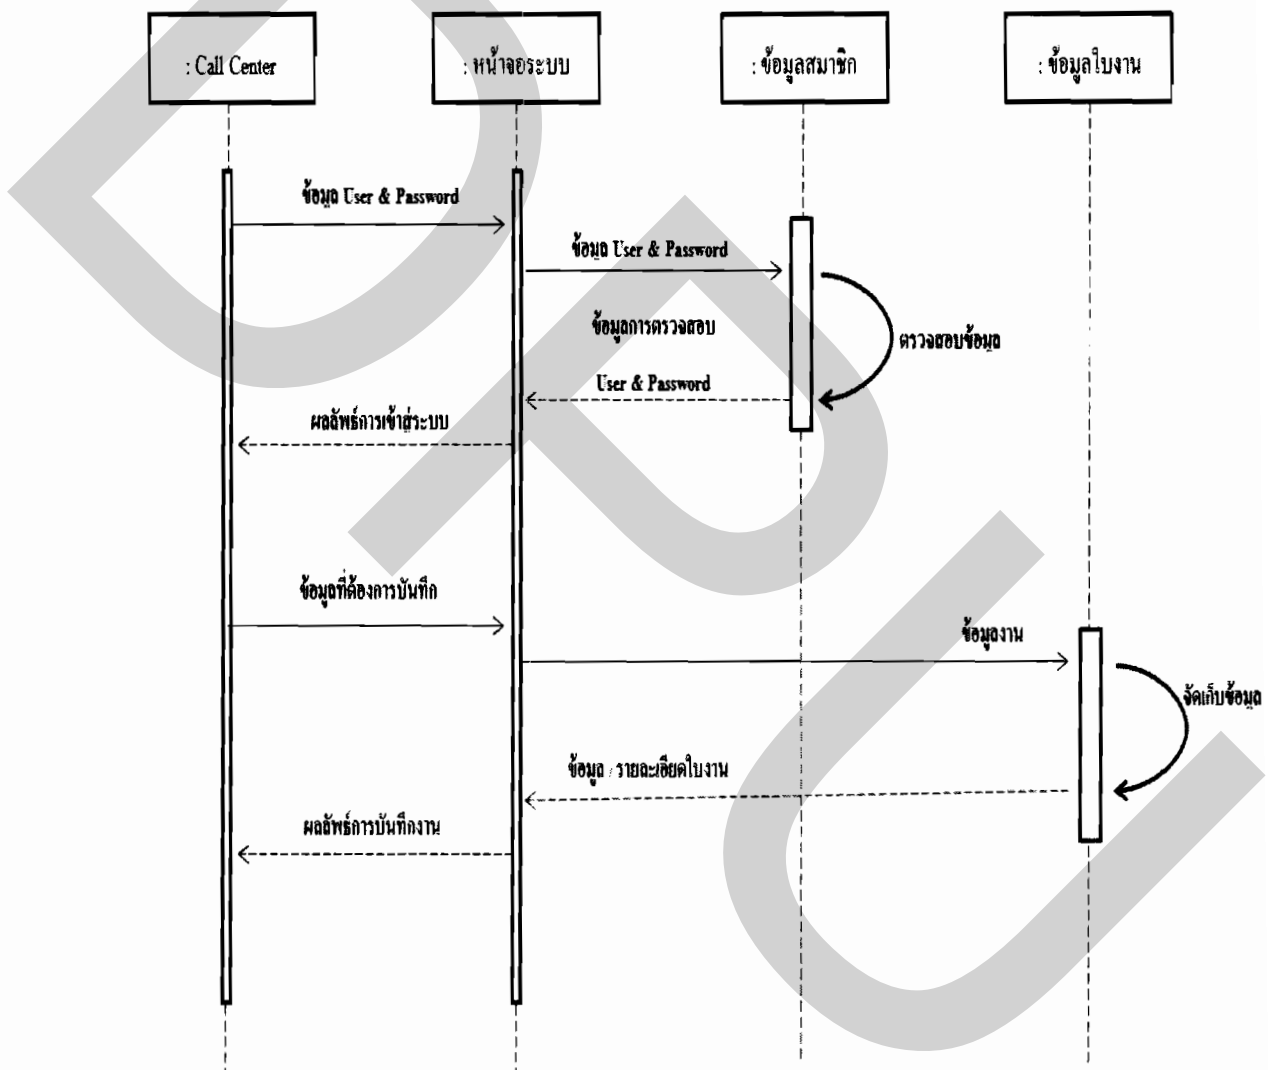 : Call Center
: หน้าจอระบบ
: ข้อมูลสมาชิก
: ข้อมูลใบงาน
ข้อมูล User & Password
ข้อมูล User & Password
ข้อมูลการตรวจสอบ
ตรวจสอบข้อมูล
User & Password
ผลลัพธ์การเข้าสู่ระบบ
ข้อมูลที่ต้องการบันทึก
ข้อมูลงาน
จัดเก็บข้อมูล
ข้อมูล / รายละเอียดใบงาน
ผลลัพธ์การบันทึกงาน
DPU